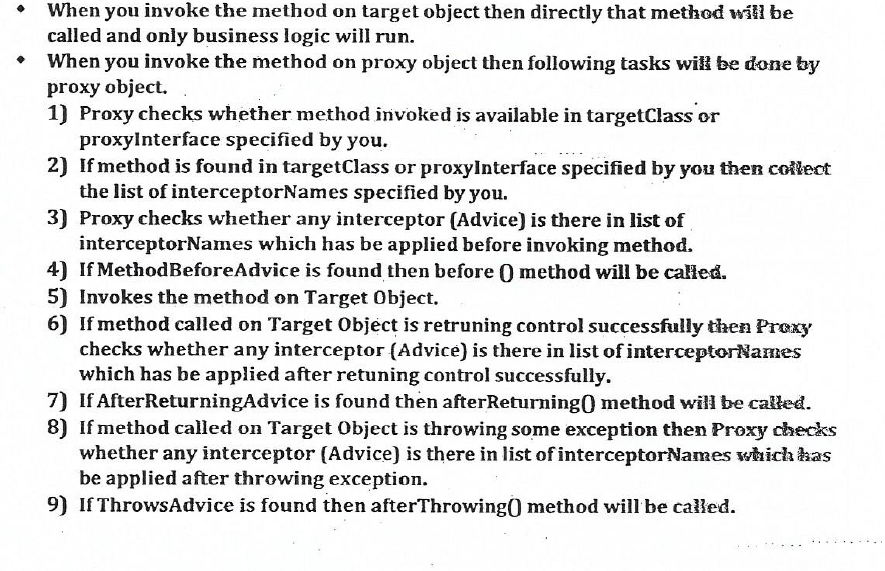 • When you invoke the method on target object then directly that method will be
called and only business logic will run.
• When you invoke the method on proxy object then following tasks will be done by
proxy object.
1) Proxy checks whether method invoked is available in targetClass or
proxyInterface specified by you.
2) If method is found in targetClass or proxyInterface specified by you then collect
the list of interceptorNames specified by you.
3) Proxy checks whether any interceptor (Advice) is there in list of
interceptorNames which has be applied before invoking method.
4) If MethodBeforeAdvice is found then before () method will be called.
5) Invokes the method on Target Object.
6) If method called on Target Object is retruning control successfully then Proxy
checks whether any interceptor (Advice) is there in list of interceptorNames
which has be applied after retuning control successfully.
7) If AfterReturningAdvice is found then afterReturning() method will be called.
8) If method called on Target Object is throwing some exception then Proxy checks
whether any interceptor (Advice) is there in list of interceptorNames which has
be applied after throwing exception.
9) If ThrowsAdvice is found then afterThrowing() method will be called.